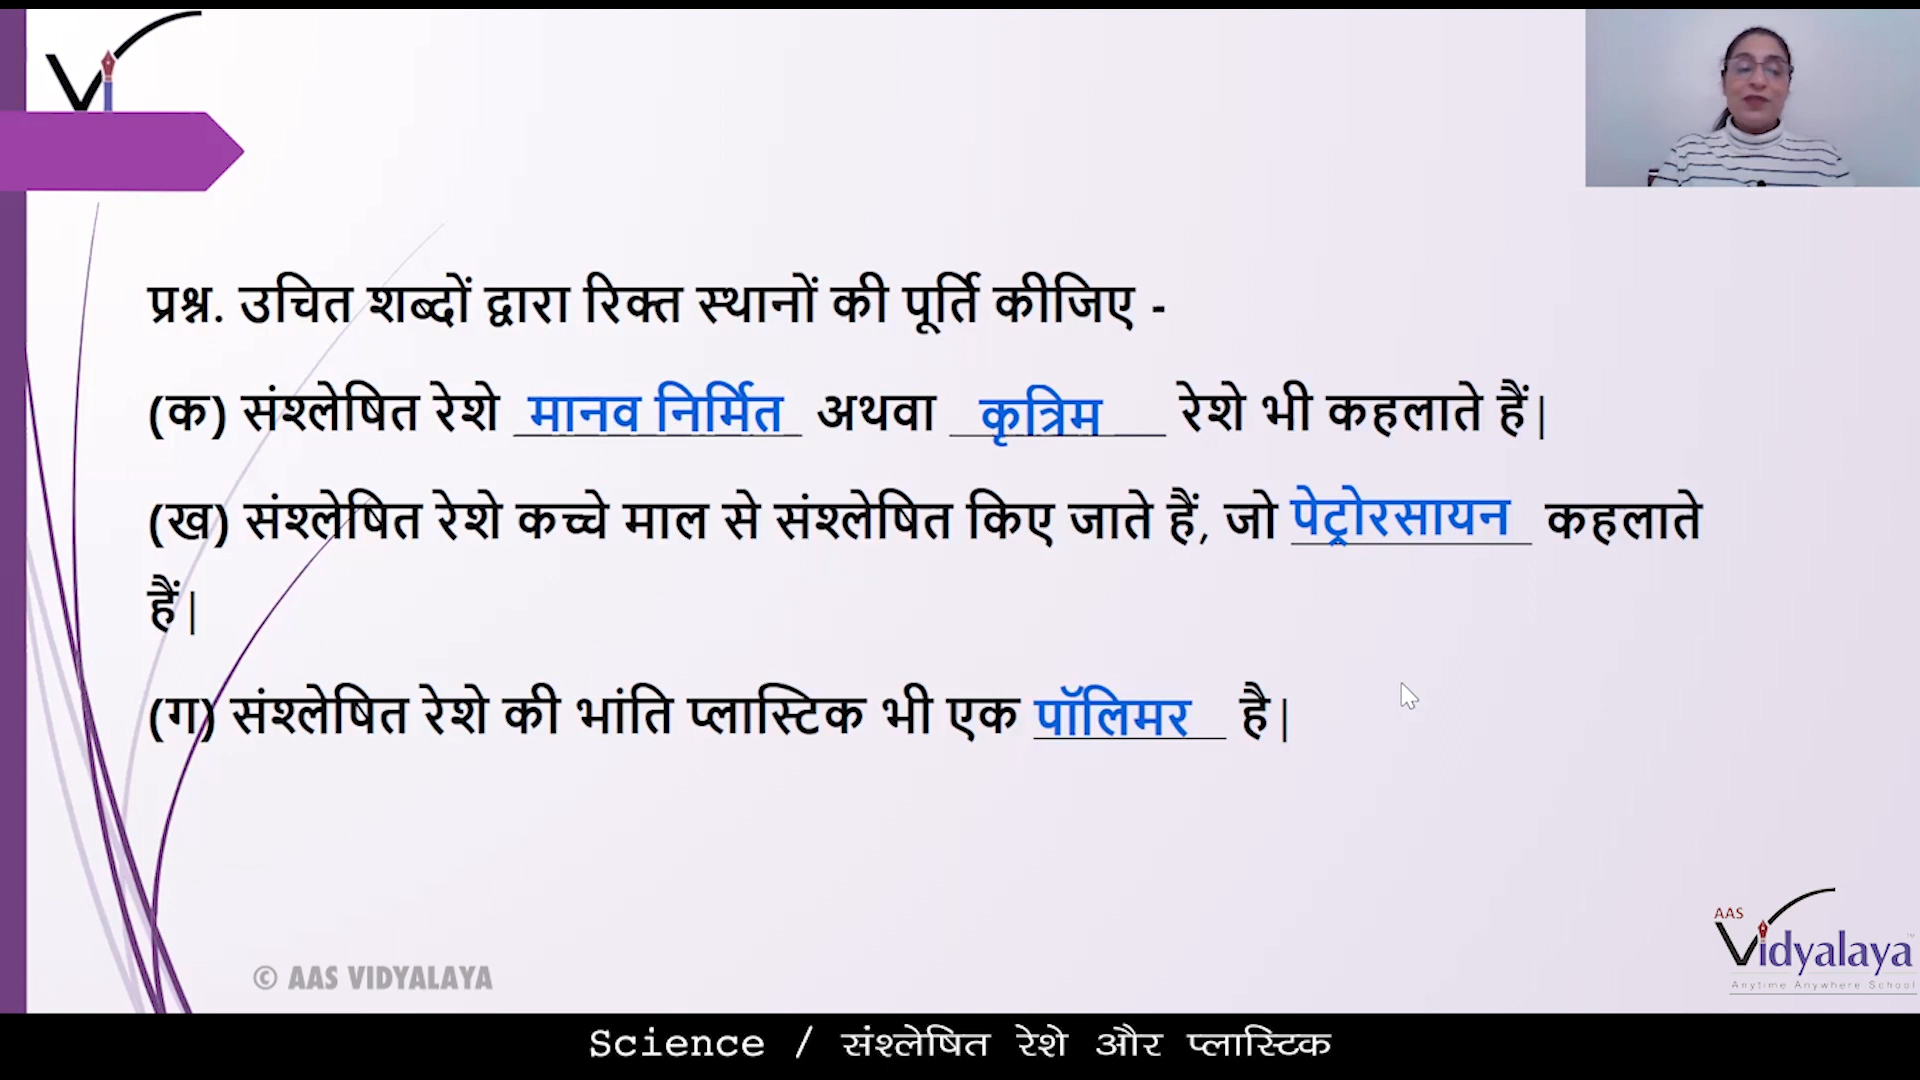 प्रश्न. उचित शब्दों द्वारा रिक्त स्थानों की पूर्ति कीजिए -
(क) संश्लेषित रेशे मानव निर्मित अथवा कृत्रिम रेशे भी कहलाते हैं|
(ख) संश्लेषित रेशे कच्चे माल से संश्लेषित किए जाते हैं, जो पेट्रोरसायन कहलाते
हैं|
(ग) संश्लेषित रेशे की भांति प्लास्टिक भी एक पॉलिमर है|
AAS
Vidyalaya
Anytime Anywhere School
© AAS VIDYALAYA
Science / संश्लेषित रेशे और प्लास्टिक